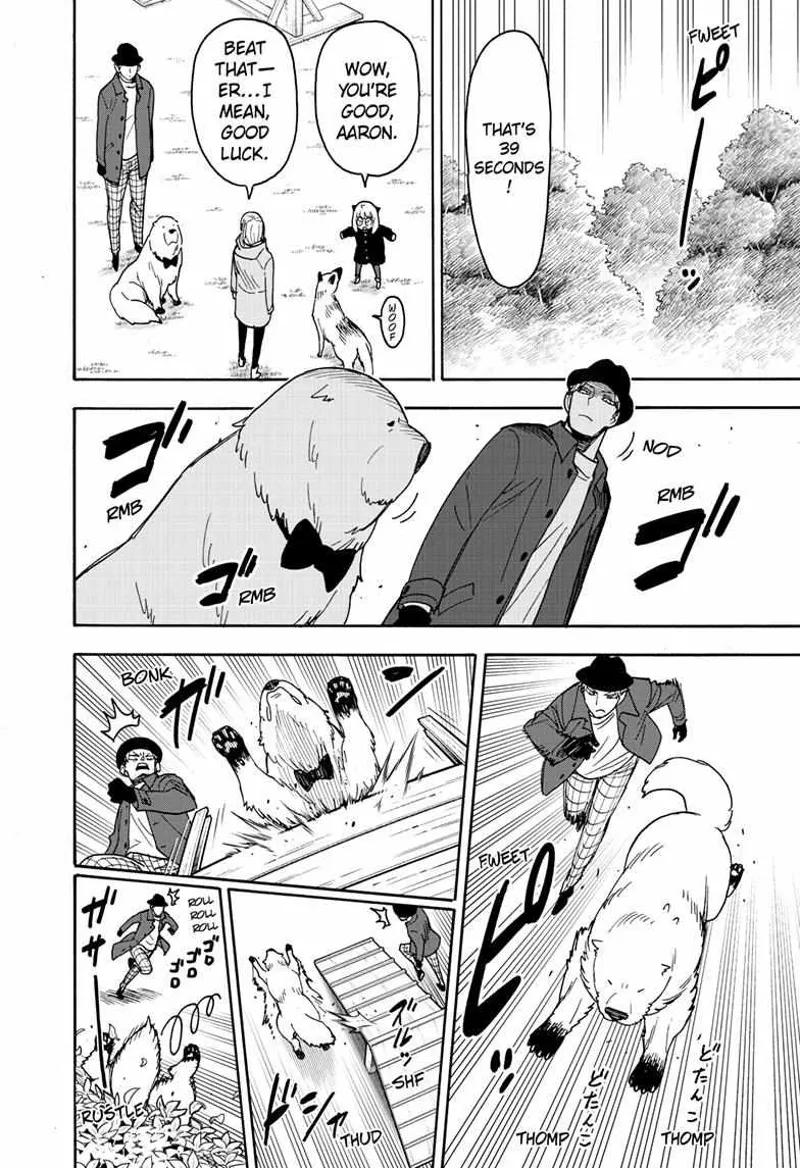 FWEET
ピーッ
THAT'S
39
SECONDS
!
WOW,
YOU'RE
GOOD,
AARON.
BEAT
THAT—
ER...I
MEAN,
GOOD
LUCK.
WOOF
NOD
RMB
ゴ
RMB
ゴ
RMB
ゴ
FWEET
ピーッ
どたんこ
THOMP
どたんこ
THOMP
BONK
ガンッ
ズルッ
SHF
ドシャ
THUD
ROLL
ROLL
ROLL
ゴロ
ゴロ
ガサ
RUSTLE